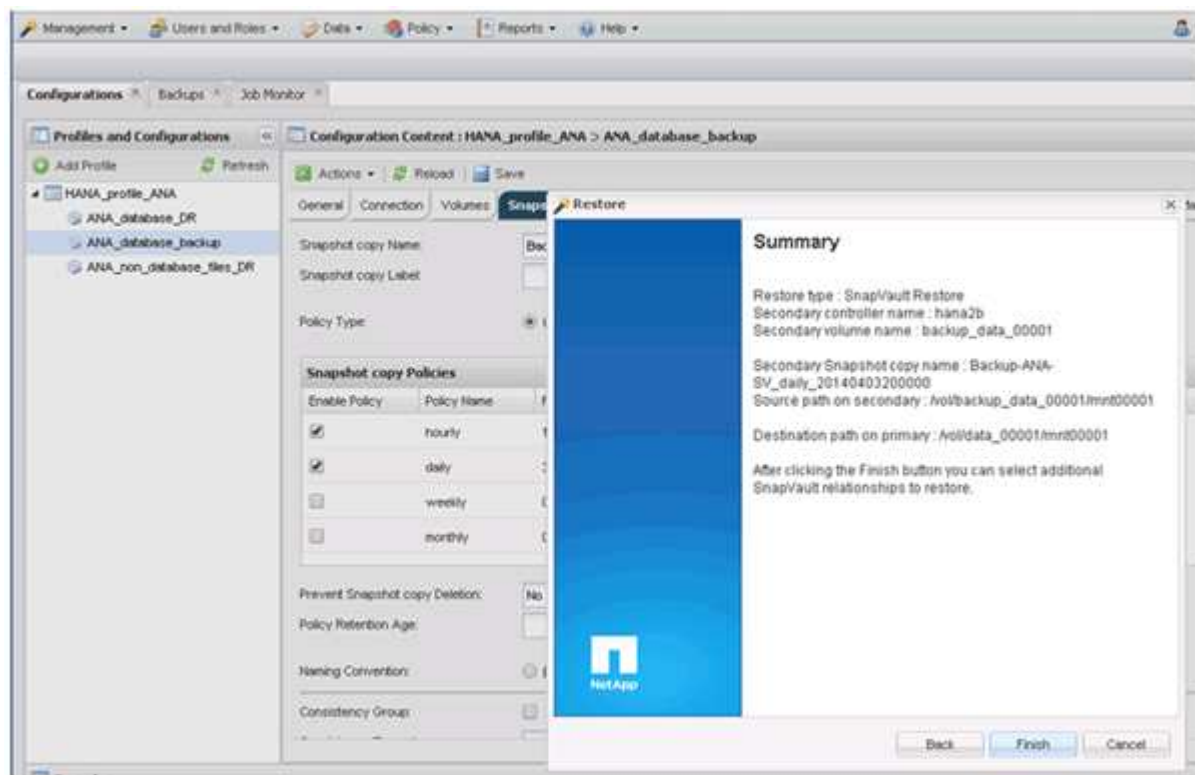 Management Users and Roles Data Policy Reports Help
Configurations Backups Job Monitor
Profiles and Configurations
Add Profile Refresh
HANA_profile_ANA
ANA_database_DR
ANA_database_backup
ANA_non_database_files_DR
Configuration Content : HANA_profile_ANA > ANA_database_backup
Actions Reload Save
General Connection Volumes Snaps
Snapshot copy Name: Bac
Snapshot copy Label:
Policy Type:
Snapshot copy Policies
Enable Policy Policy Name
hourly
daily
weekly
monthly
Prevent Snapshot copy Deletion: No
Policy Retention Age:
Naming Convention:
Consistency Group:
Restore
Summary
Restore type : SnapVault Restore
Secondary controller name : hana2b
Secondary volume name : backup_data_00001
Secondary Snapshot copy name : Backup-ANA-
SV_daily_20140403200000
Source path on secondary : /vol/backup_data_00001/mnt00001
Destination path on primary : /vol/data_00001/mnt00001
After clicking the Finish button you can select additional
SnapVault relationships to restore.
NetApp
Back Finish Cancel